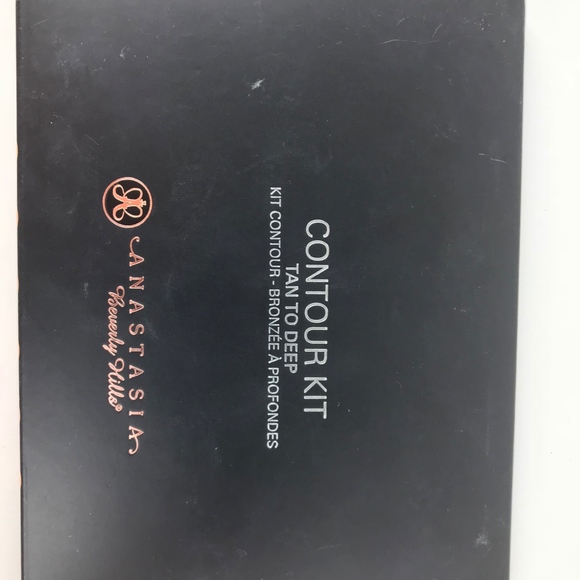 CONTOUR KIT
TAN TO DEEP
KIT CONTOUR - BRONZÉE À PROFONDES
ANASTASIA
Beverly Hills®